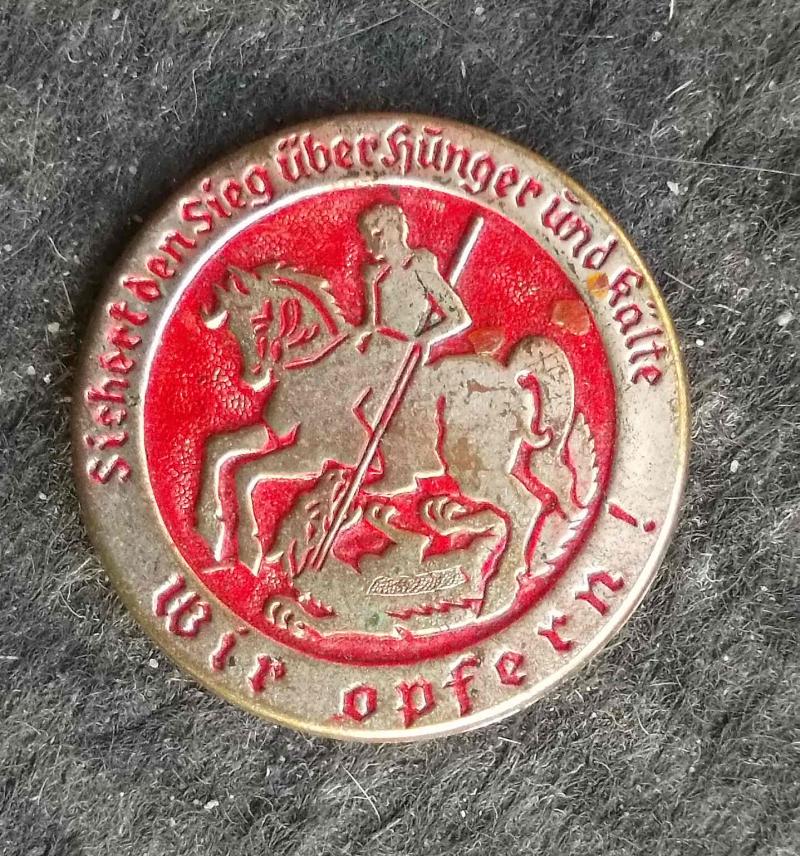 Sichert den Sieg über Hunger und Kälte
Wir opfern!